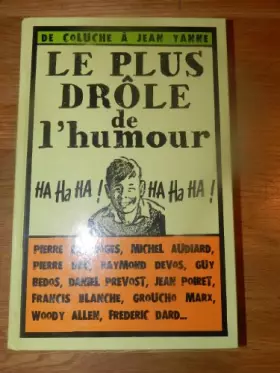 DE COLUCHE À JEAN YANNE
LE PLUS
DRÔLE
de
l'humour
HA HA HA ! HA HA HA !
PIERRE MICHEL AUDIARD,
PIERRE DAC, RAYMOND DEVOS, GUY
BEDOS, DANIEL PREVOST, JEAN POIRET,
FRANCIS BLANCHE, GROUCHO MARX,
WOODY ALLEN, FREDERIC DARD...